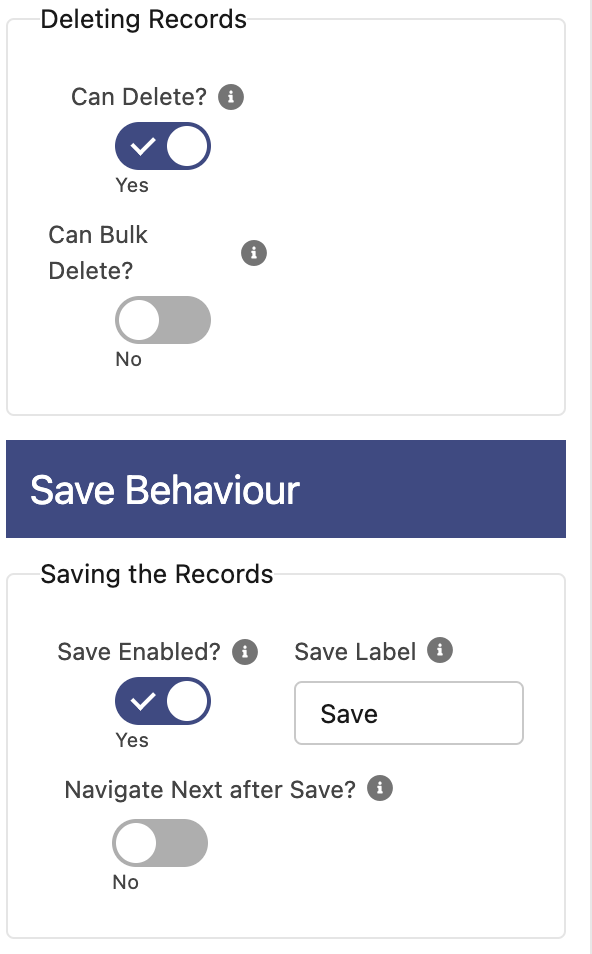 Deleting Records
Can Delete?
Yes
Can Bulk
Delete?
No
Save Behaviour
Saving the Records
Save Enabled?
Save Label
Save
Yes
Navigate Next after Save?
No